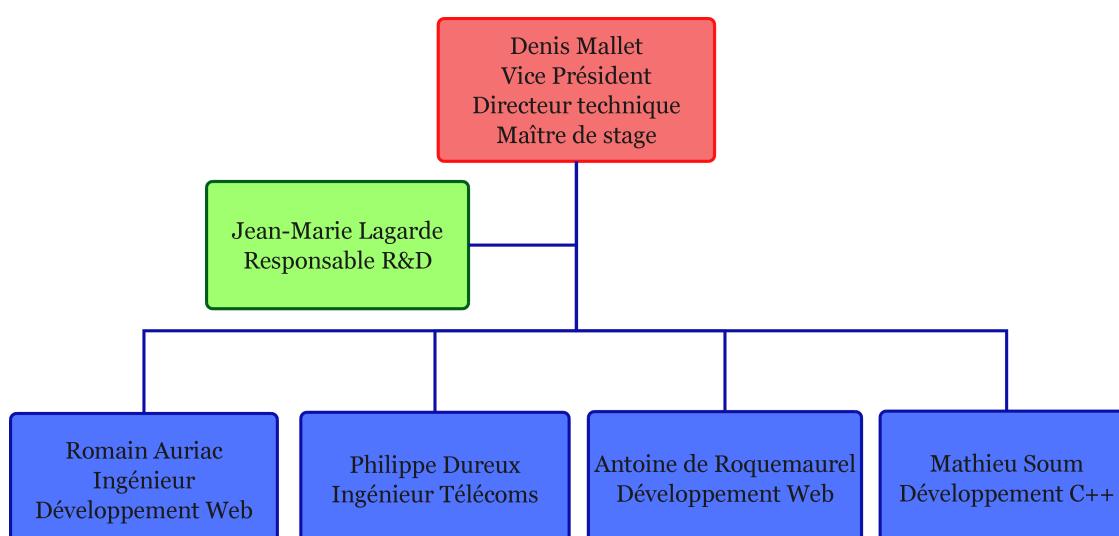 Denis Mallet
Vice Président
Directeur technique
Maître de stage
Jean-Marie Lagarde
Responsable R&D
Romain Auriac
Ingénieur
Développement Web
Philippe Dureux
Ingénieur Télécoms
Antoine de Roquemaurel
Développement Web
Mathieu Soum
Développement C++